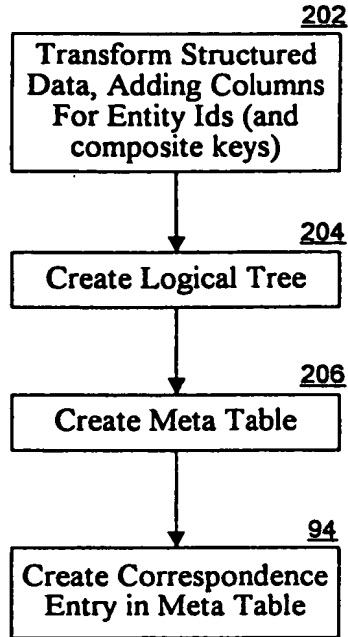 202
Transform Structured
Data, Adding Columns
For Entity Ids (and
composite keys)
204
Create Logical Tree
206
Create Meta Table
94
Create Correspondence
Entry in Meta Table